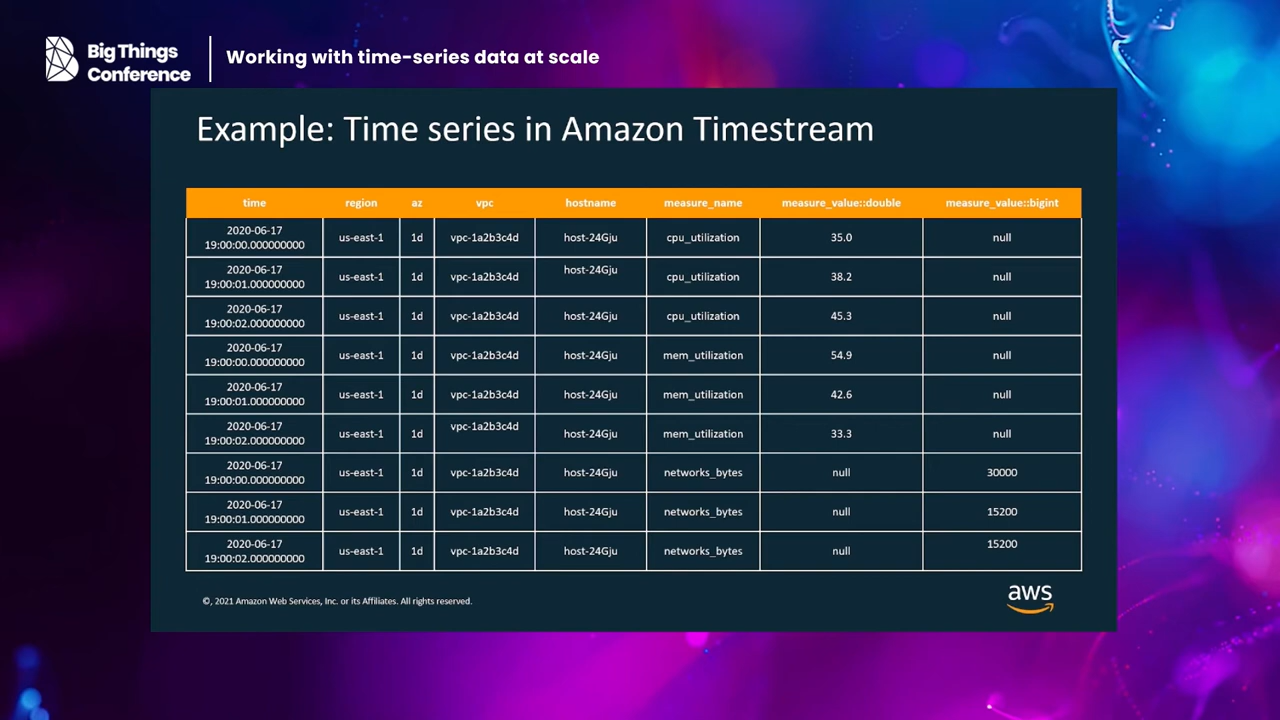 Big Things
Conference
Working with time-series data at scale
Example: Time series in Amazon Timestream
time region az vpc hostname measure_name measure_value::double measure_value::bigint
2020-06-17
19:00:00.000000000 us-east-1 1d vpc-1a2b3c4d host-24Gju cpu_utilization 35.0 null
2020-06-17
19:00:01.000000000 us-east-1 1d vpc-1a2b3c4d host-24Gju cpu_utilization 38.2 null
2020-06-17
19:00:02.000000000 us-east-1 1d vpc-1a2b3c4d host-24Gju cpu_utilization 45.3 null
2020-06-17
19:00:00.000000000 us-east-1 1d vpc-1a2b3c4d host-24Gju mem_utilization 54.9 null
2020-06-17
19:00:01.000000000 us-east-1 1d vpc-1a2b3c4d host-24Gju mem_utilization 42.6 null
2020-06-17
19:00:02.000000000 us-east-1 1d vpc-1a2b3c4d host-24Gju mem_utilization 33.3 null
2020-06-17
19:00:00.000000000 us-east-1 1d vpc-1a2b3c4d host-24Gju networks_bytes null 30000
2020-06-17
19:00:01.000000000 us-east-1 1d vpc-1a2b3c4d host-24Gju networks_bytes null 15200
2020-06-17
19:00:02.000000000 us-east-1 1d vpc-1a2b3c4d host-24Gju networks_bytes null 15200
©, 2021 Amazon Web Services, Inc. or its Affiliates. All rights reserved.
aws